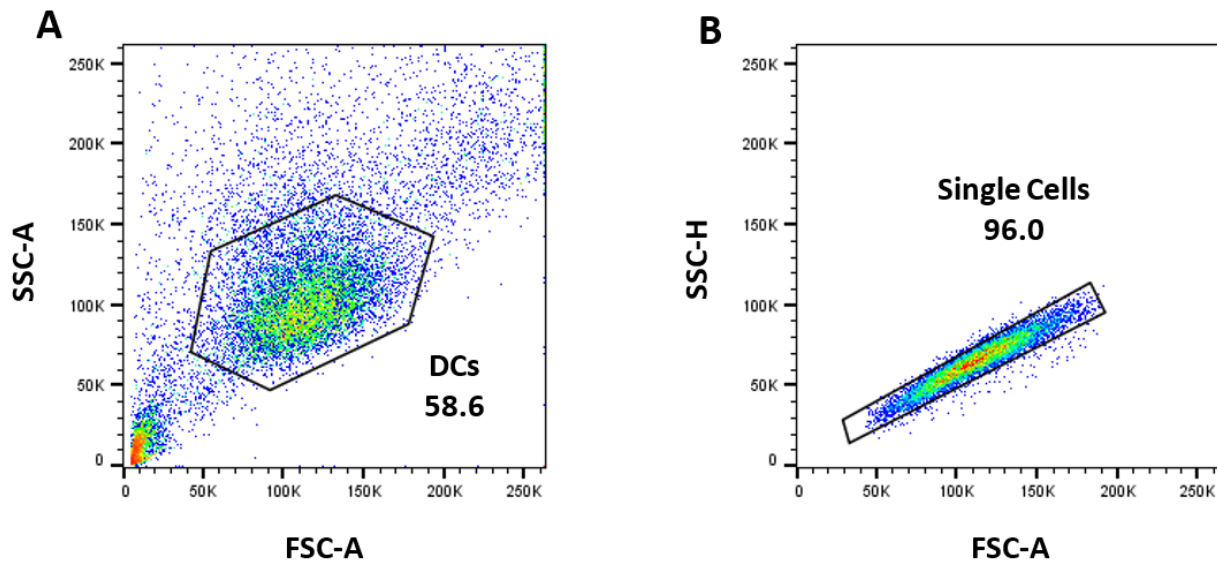 A
250K
200K
150K
100K
50K
0
SSC-A
DCs
58.6
0 50K 100K 150K 200K 250K
FSC-A
B
250K
200K
150K
100K
50K
0
SSC-H
Single Cells
96.0
0 50K 100K 150K 200K 250K
FSC-A